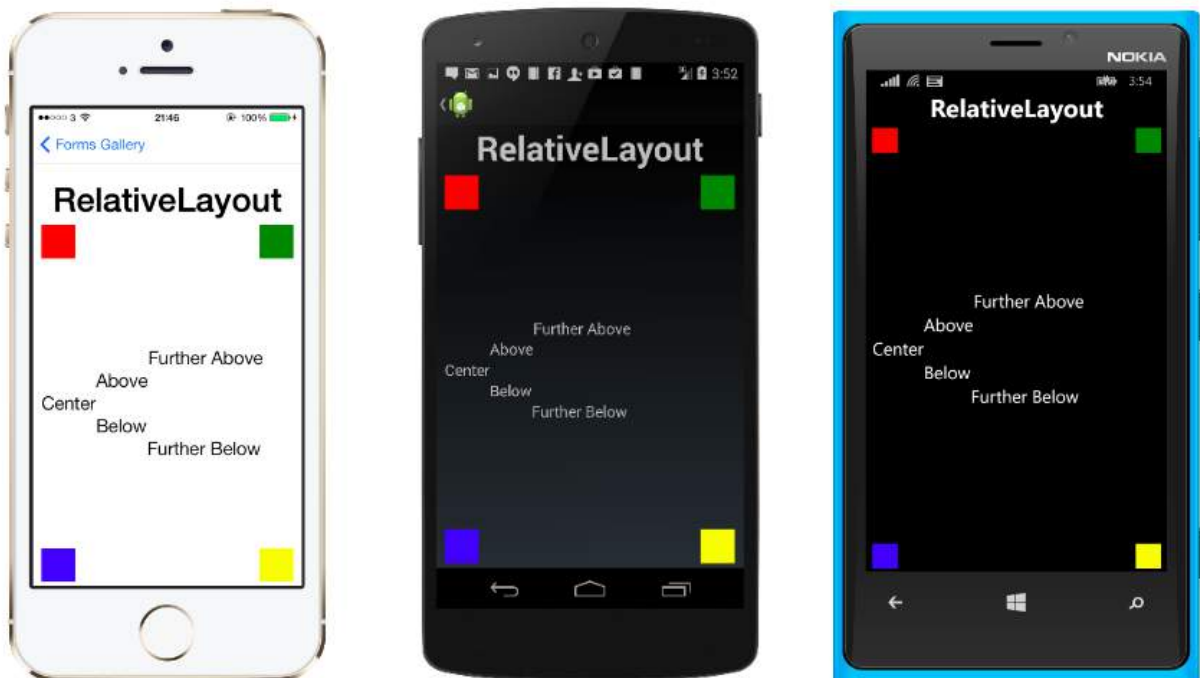 3 21:46 100%
Forms Gallery
RelativeLayout
Further Above
Above
Center
Below
Further Below
3:52
RelativeLayout
Further Above
Above
Center
Below
Further Below
NOKIA
3:54
RelativeLayout
Further Above
Above
Center
Below
Further Below